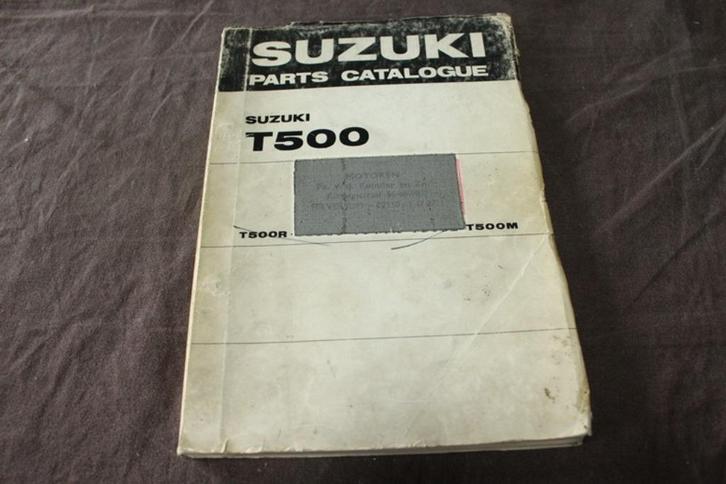 SUZUKI
PARTS CATALOGUE
SUZUKI
T500
MOTOREN
T500R T500M